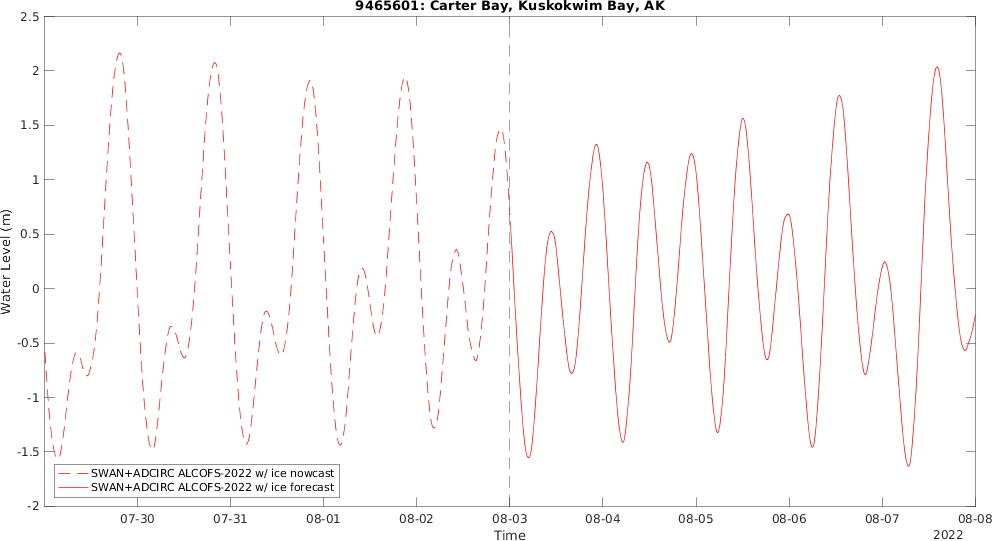 9465601: Carter Bay, Kuskokwim Bay, AK
2.5
2
1.5
1
0.5
0
-0.5
-1
-1.5
-2
Water Level (m)
SWAN+ADCIRC ALCOFS-2022 w/ ice nowcast
SWAN+ADCIRC ALCOFS-2022 w/ ice forecast
07-30 07-31 08-01 08-02 08-03 08-04 08-05 08-06 08-07 08-08
Time
2022